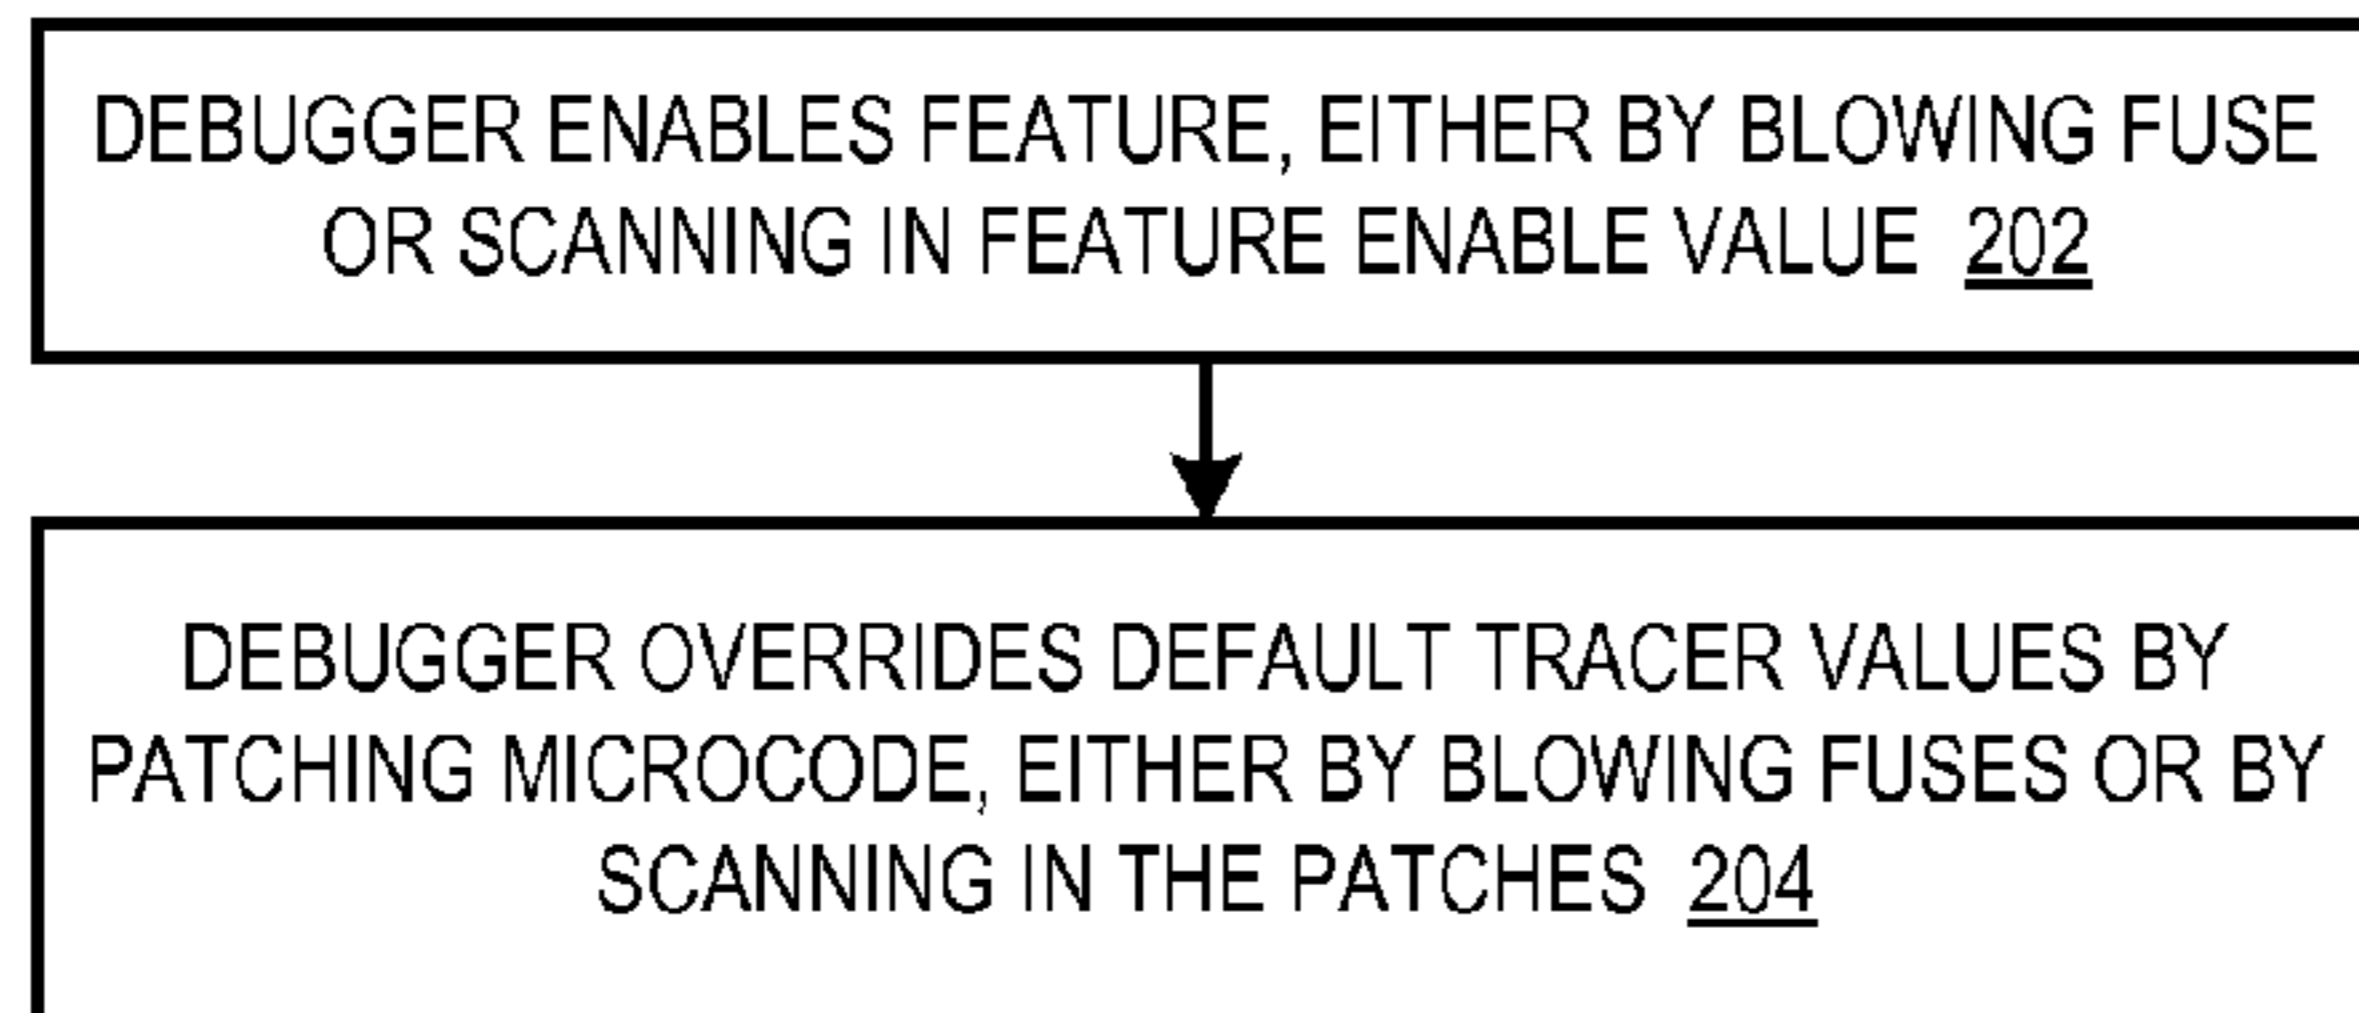 DEBUGGER ENABLES FEATURE, EITHER BY BLOWING FUSE
OR SCANNING IN FEATURE ENABLE VALUE 202
DEBUGGER OVERRIDES DEFAULT TRACER VALUES BY
PATCHING MICROCODE, EITHER BY BLOWING FUSES OR BY
SCANNING IN THE PATCHES 204